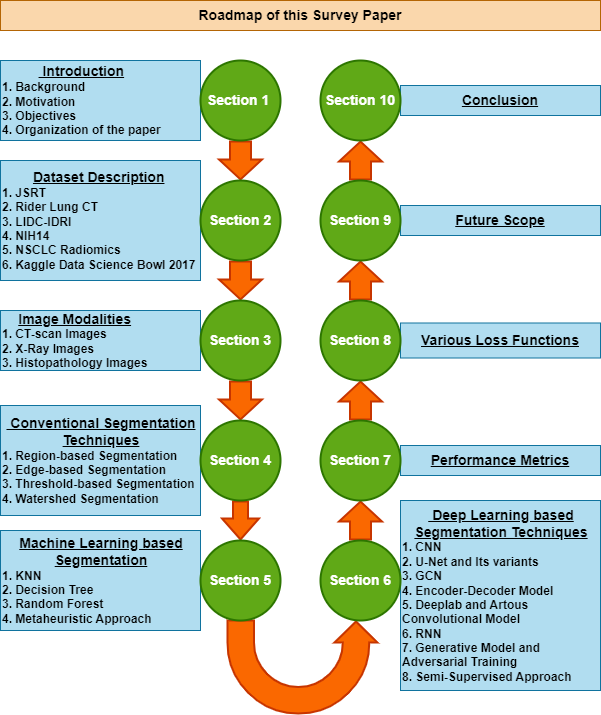 Roadmap of this Survey Paper
Introduction
1. Background
2. Motivation
3. Objectives
4. Organization of the paper
Section 1
Dataset Description
1. JSRT
2. Rider Lung CT
3. LIDC-IDRI
4. NIH14
5. NSCLC Radiomics
6. Kaggle Data Science Bowl 2017
Section 2
Image Modalities
1. CT-scan Images
2. X-Ray Images
3. Histopathology Images
Section 3
Conventional Segmentation
Techniques
1. Region-based Segmentation
2. Edge-based Segmentation
3. Threshold-based Segmentation
4. Watershed Segmentation
Section 4
Machine Learning based
Segmentation
1. KNN
2. Decision Tree
3. Random Forest
4. Metaheuristic Approach
Section 5
Section 6
Deep Learning based
Segmentation Techniques
1. CNN
2. U-Net and Its variants
3. GCN
4. Encoder-Decoder Model
5. Deeplab and Artous
Convolutional Model
6. RNN
7. Generative Model and
Adversarial Training
8. Semi-Supervised Approach
Section 7
Performance Metrics
Section 8
Various Loss Functions
Section 9
Future Scope
Section 10
Conclusion